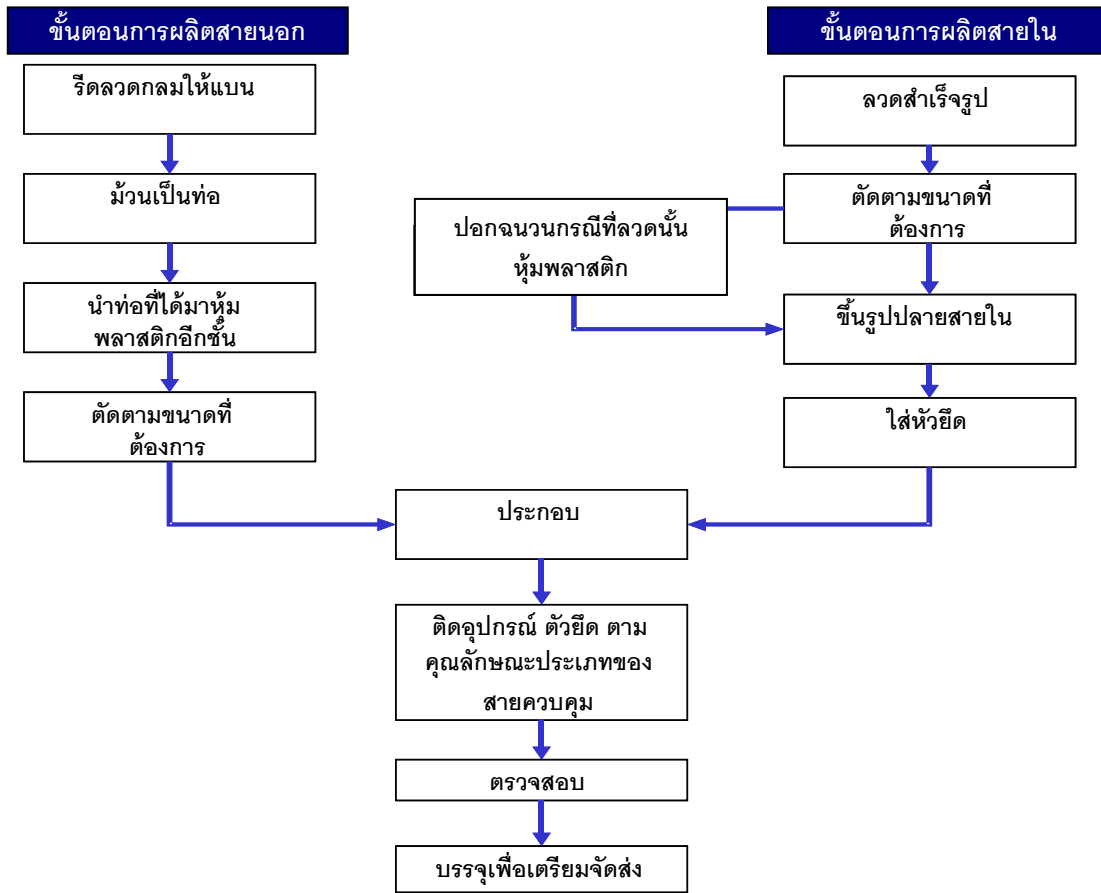 ขั้นตอนการผลิตสายนอก
รีดลวดกลมให้แบน
ม้วนเป็นท่อ
นำท่อที่ได้มาหุ้ม
พลาสติกอีกชั้น
ตัดตามขนาดที่
ต้องการ
ขั้นตอนการผลิตสายใน
ลวดสำเร็จรูป
ตัดตามขนาดที่
ต้องการ
ปอกฉนวนกรณีที่ลวดนั้น
หุ้มพลาสติก
ขึ้นรูปปลายสายใน
ใส่หัวยึด
ประกอบ
ติดอุปกรณ์ ตัวยึด ตาม
คุณลักษณะประเภทของ
สายควบคุม
ตรวจสอบ
บรรจุเพื่อเตรียมจัดส่ง